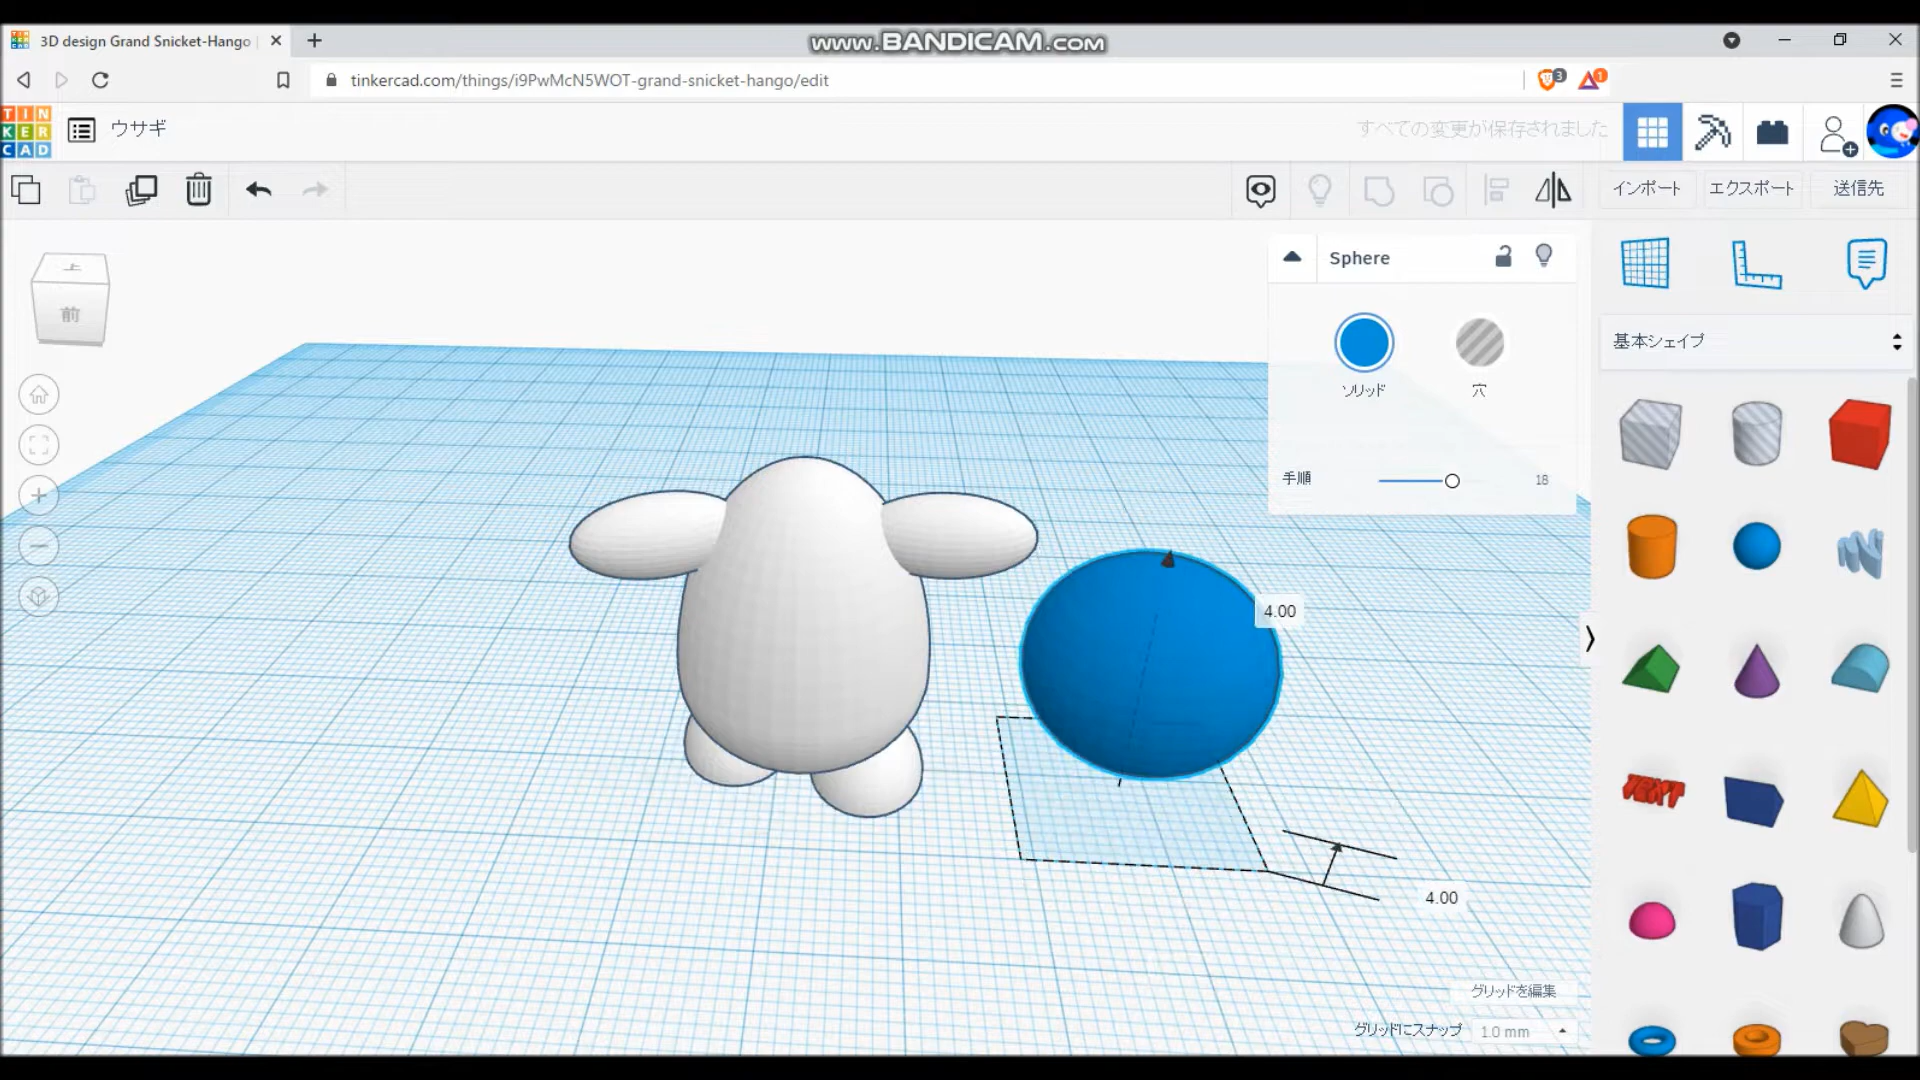 www.BANDICAM.com
3D design Grand Snicket-Hango
tinkercad.com/things/i9PwMcN5WOT-grand-snicket-hango/edit
3
1
TIN
KER
CAD
ウサギ
すべての変更が保存されました
インポート
エクスポート
送信先
上
前
Sphere
ソリッド
穴
手順
18
基本シェイプ
TEXT
4.00
4.00
グリッドを編集
グリッドにスナップ
1.0 mm